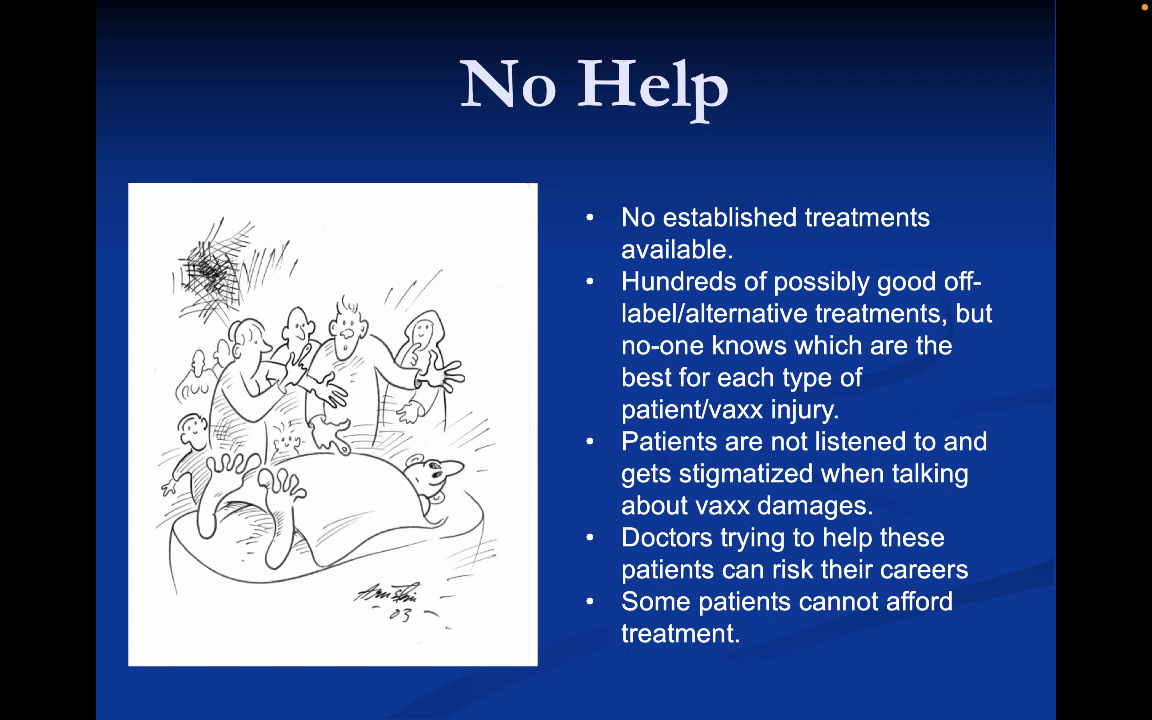 No Help
• No established treatments
available.
• Hundreds of possibly good off-
label/alternative treatments, but
no-one knows which are the
best for each type of
patient/vaxx injury.
• Patients are not listened to and
gets stigmatized when talking
about vaxx damages.
• Doctors trying to help these
patients can risk their careers
• Some patients cannot afford
treatment.
-03-